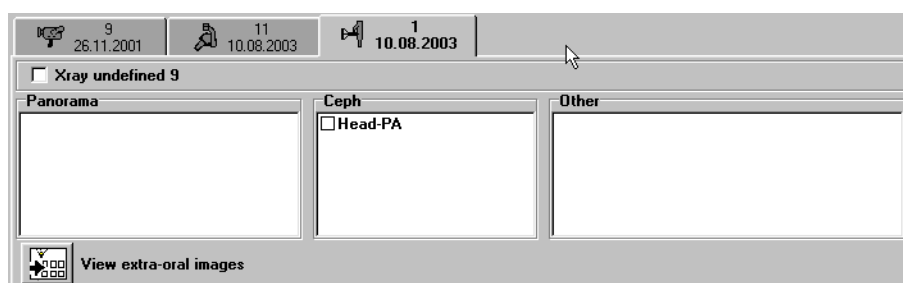 9
26.11.2001
11
10.08.2003
1
10.08.2003
Xray undefined 9
Panorama
Ceph
Other
Head-PA
View extra-oral images